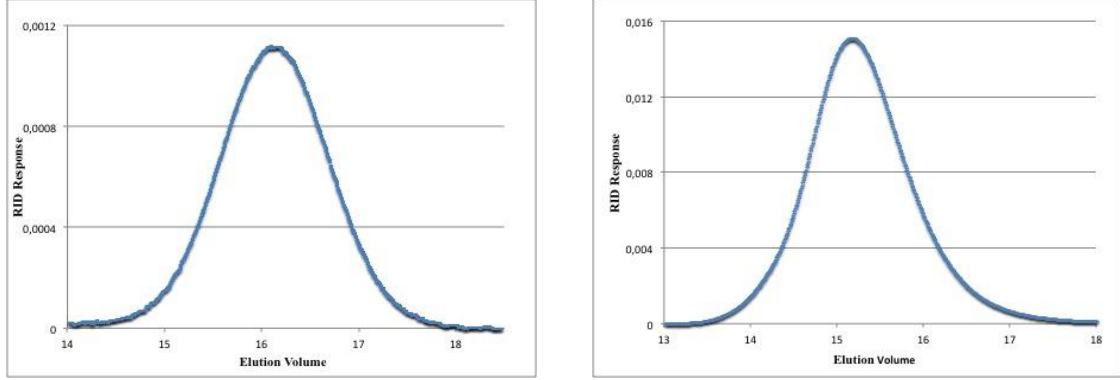 0,0012
0,0008
0,0004
0
14 15 16 17 18
RID Response
Elution Volume
0,016
0,012
0,008
0,004
0
13 14 15 16 17 18
RID Response
Elution Volume